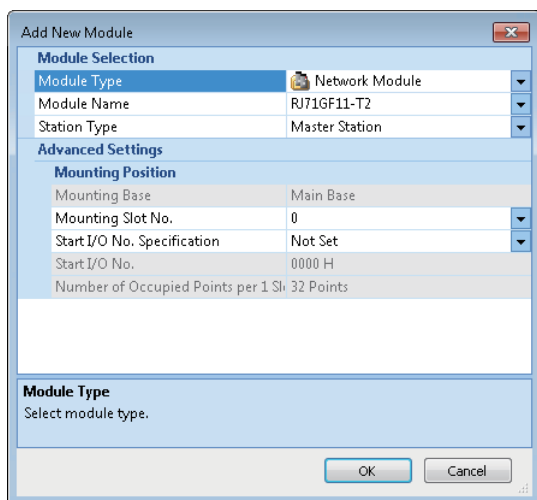 Add New Module
Module Selection
Module Type Network Module
Module Name RJ71GF11-T2
Station Type Master Station
Advanced Settings
Mounting Position
Mounting Base Main Base
Mounting Slot No. 0
Start I/O No. Specification Not Set
Start I/O No. 0000 H
Number of Occupied Points per 1 Sl 32 Points
Module Type
Select module type.
OK Cancel